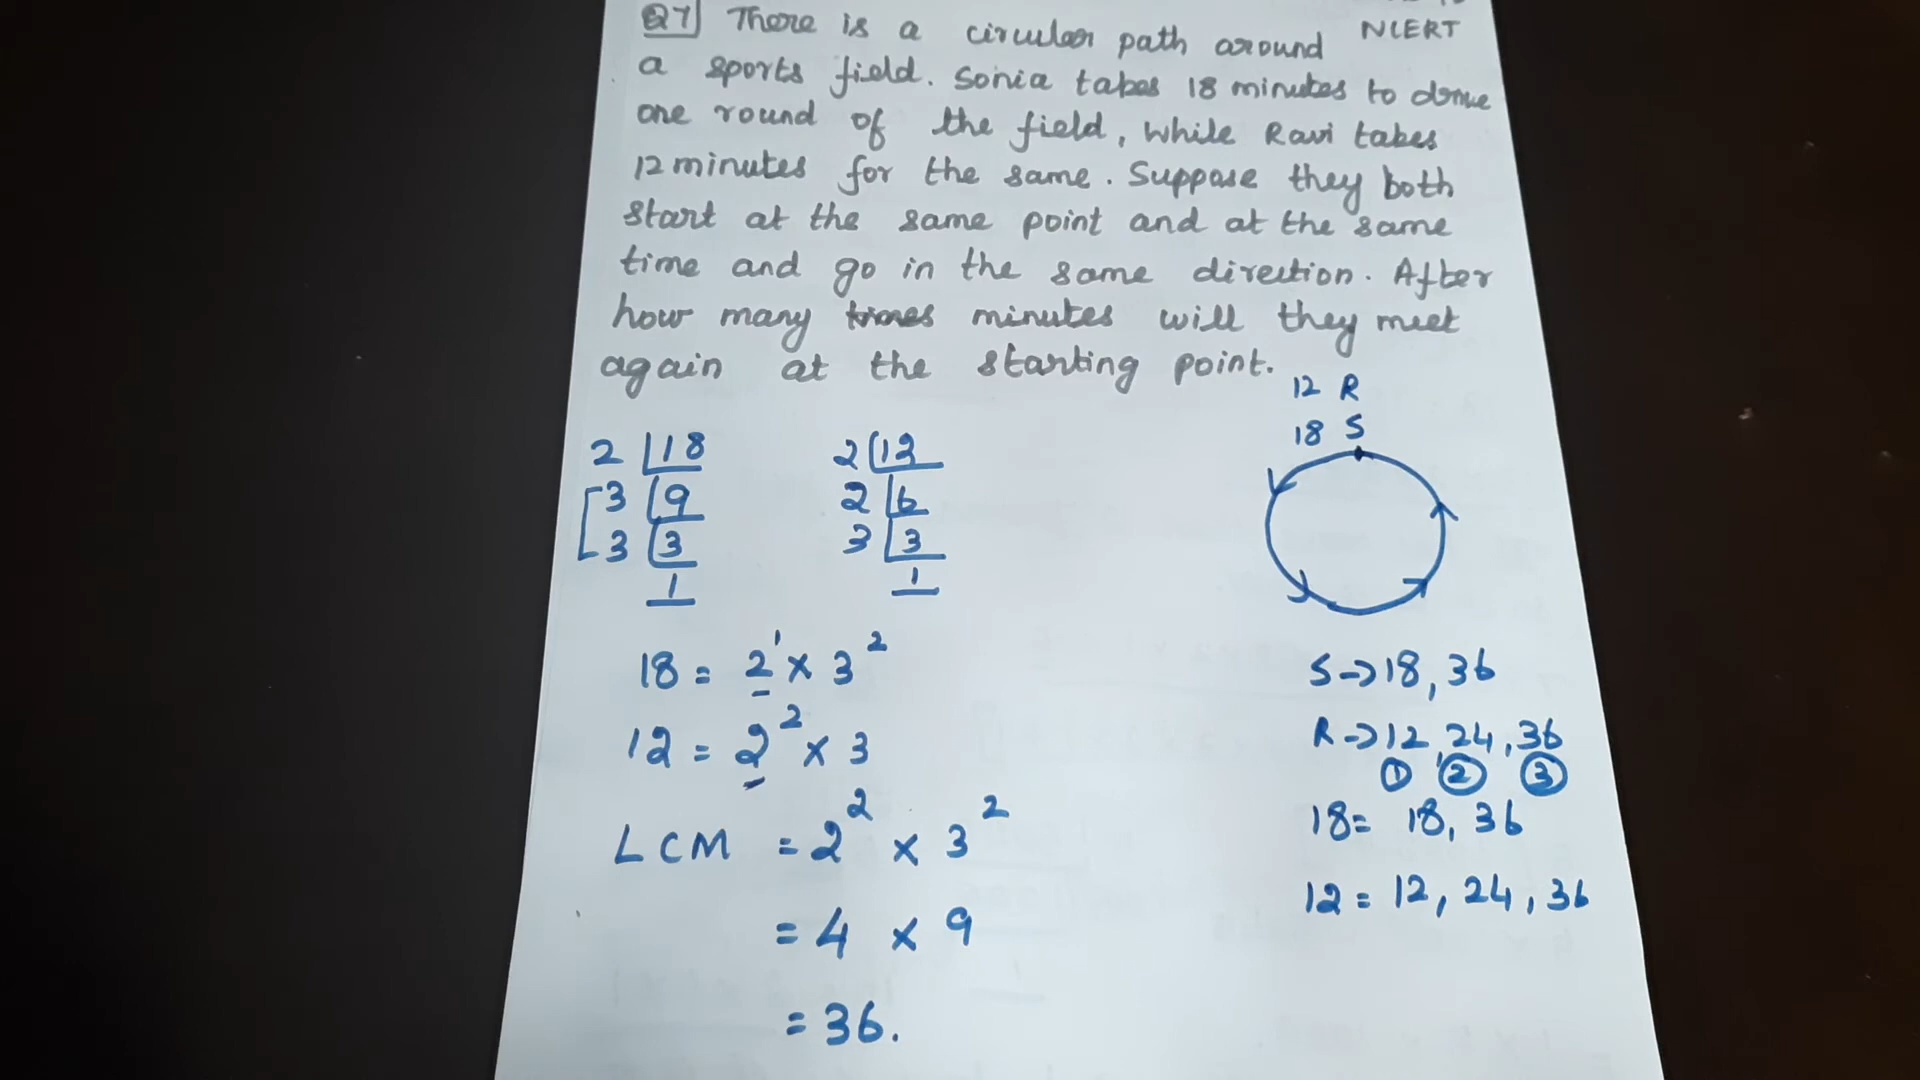 Q7 There is a circular path around NCERT
a sports field. Sonia takes 18 minutes to drive
one round of the field, while Ravi takes
12 minutes for the same. Suppose they both
start at the same point and at the same
time and go in the same direction. After
how many times minutes will they meet
again at the starting point.
12 R
18 S
2 | 18
3 | 9
3 | 3
1
2 | 12
2 | 6
3 | 3
1
18 = 2¹ × 3²
12 = 2² × 3
LCM = 2² × 3²
= 4 × 9
= 36.
S → 18, 36
R → 12, 24, 36
① ② ③
18 = 18, 36
12 = 12, 24, 36